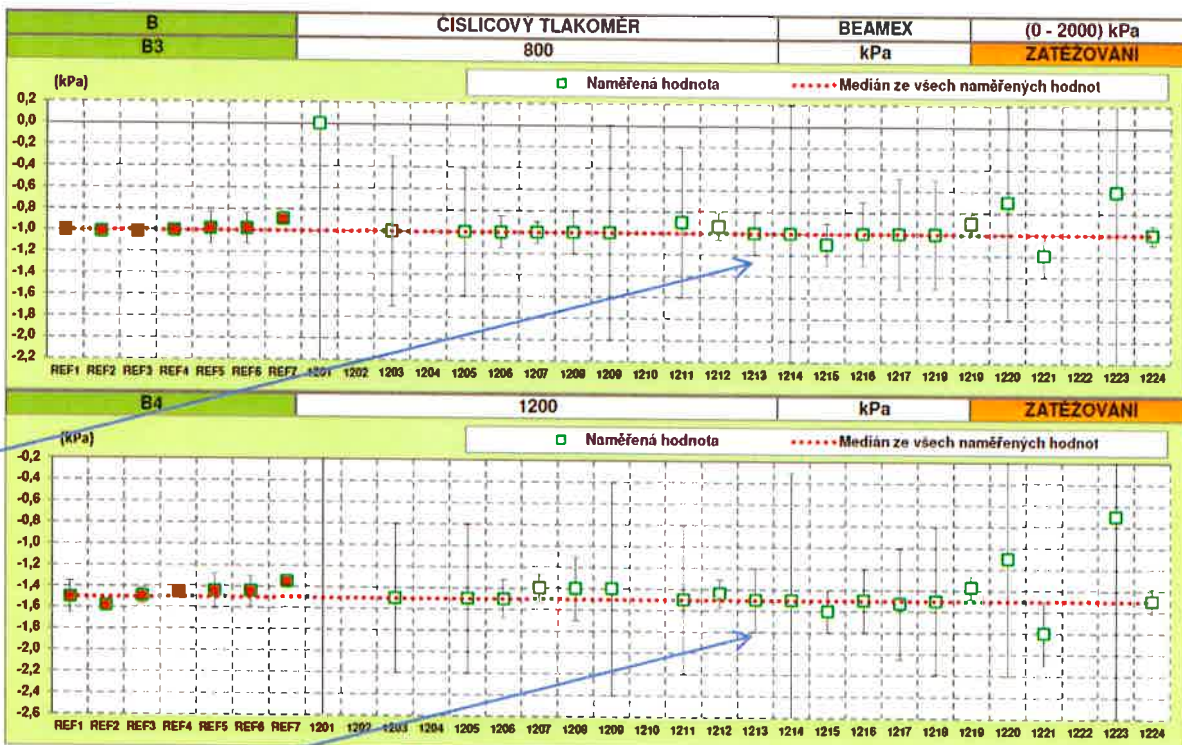 B ČÍSLICOVÝ TLAKOMĚR BEAMEX (0 - 2000) kPa
B3 800 kPa ZATĚŽOVÁNÍ
(kPa)
Naměřená hodnota Medián ze všech naměřených hodnot
0,2
0,0
-0,2
-0,4
-0,6
-0,8
-1,0
-1,2
-1,4
-1,6
-1,8
-2,0
-2,2
REF1 REF2 REF3 REF4 REF5 REF6 REF7 1201 1202 1203 1204 1205 1206 1207 1208 1209 1210 1211 1212 1213 1214 1215 1216 1217 1218 1219 1220 1221 1222 1223 1224
B4 1200 kPa ZATĚŽOVÁNÍ
(kPa)
Naměřená hodnota Medián ze všech naměřených hodnot
-0,2
-0,4
-0,6
-0,8
-1,0
-1,2
-1,4
-1,6
-1,8
-2,0
-2,2
-2,4
-2,6
REF1 REF2 REF3 REF4 REF5 REF6 REF7 1201 1202 1203 1204 1205 1206 1207 1208 1209 1210 1211 1212 1213 1214 1215 1216 1217 1218 1219 1220 1221 1222 1223 1224